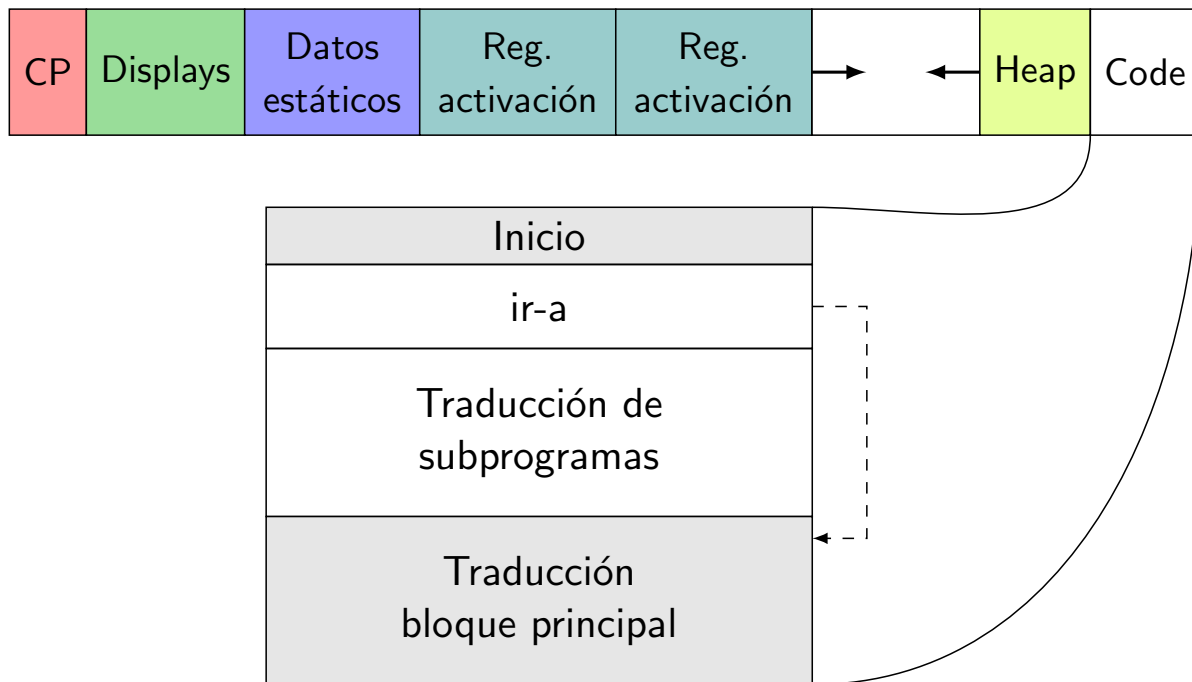 CP
Displays
Datos
estáticos
Reg.
activación
Reg.
activación
Heap
Code
Inicio
ir-a
Traducción de
subprogramas
Traducción
bloque principal